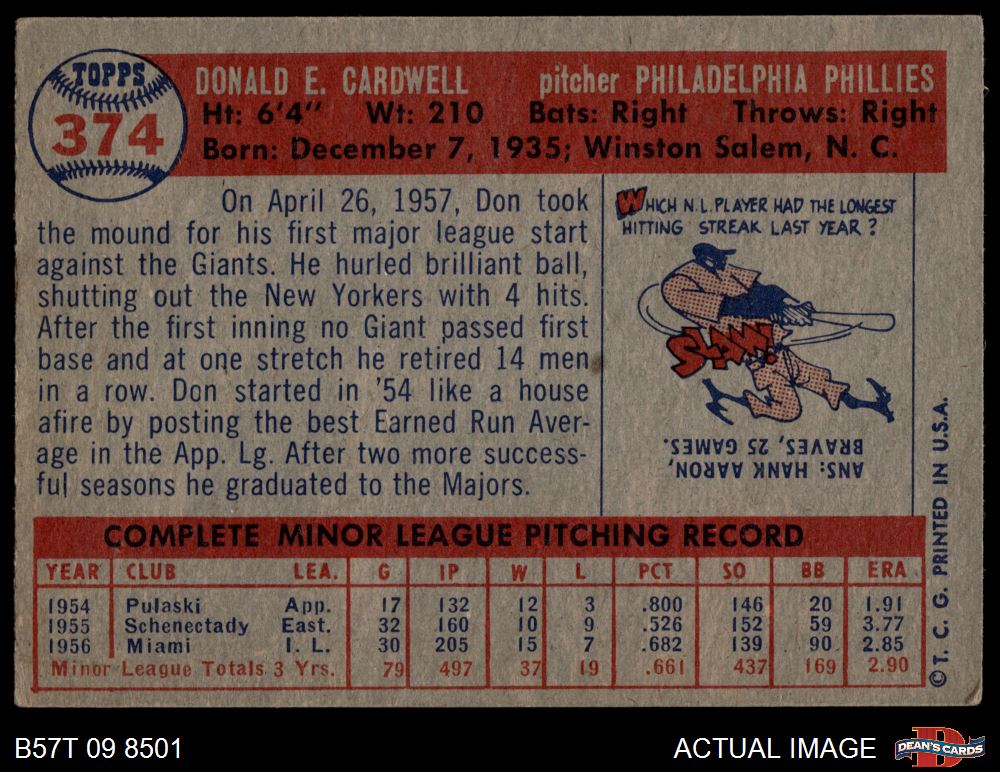 TOPPS
374
DONALD E. CARDWELL pitcher PHILADELPHIA PHILLIES
Ht: 6'4" Wt: 210 Bats: Right Throws: Right
Born: December 7, 1935; Winston Salem, N. C.
On April 26, 1957, Don took
the mound for his first major league start
against the Giants. He hurled brilliant ball,
shutting out the New Yorkers with 4 hits.
After the first inning no Giant passed first
base and at one stretch he retired 14 men
in a row. Don started in '54 like a house
afire by posting the best Earned Run Aver-
age in the App. Lg. After two more success-
ful seasons he graduated to the Majors.
WHICH N.L. PLAYER HAD THE LONGEST
HITTING STREAK LAST YEAR?
SLAM!
ANS: HANK AARON,
BRAVES, 25 GAMES.
©T. C. G. PRINTED IN U.S.A.
COMPLETE MINOR LEAGUE PITCHING RECORD
YEAR CLUB LEA. G IP W L PCT SO BB ERA
1954 Pulaski App. 17 132 12 3 .800 146 20 1.91
1955 Schenectady East. 32 160 10 9 .526 152 59 3.77
1956 Miami I. L. 30 205 15 7 .682 139 90 2.85
Minor League Totals 3 Yrs. 79 497 37 19 .661 437 169 2.90
B57T 09 8501 ACTUAL IMAGE
DEAN'S CARDS